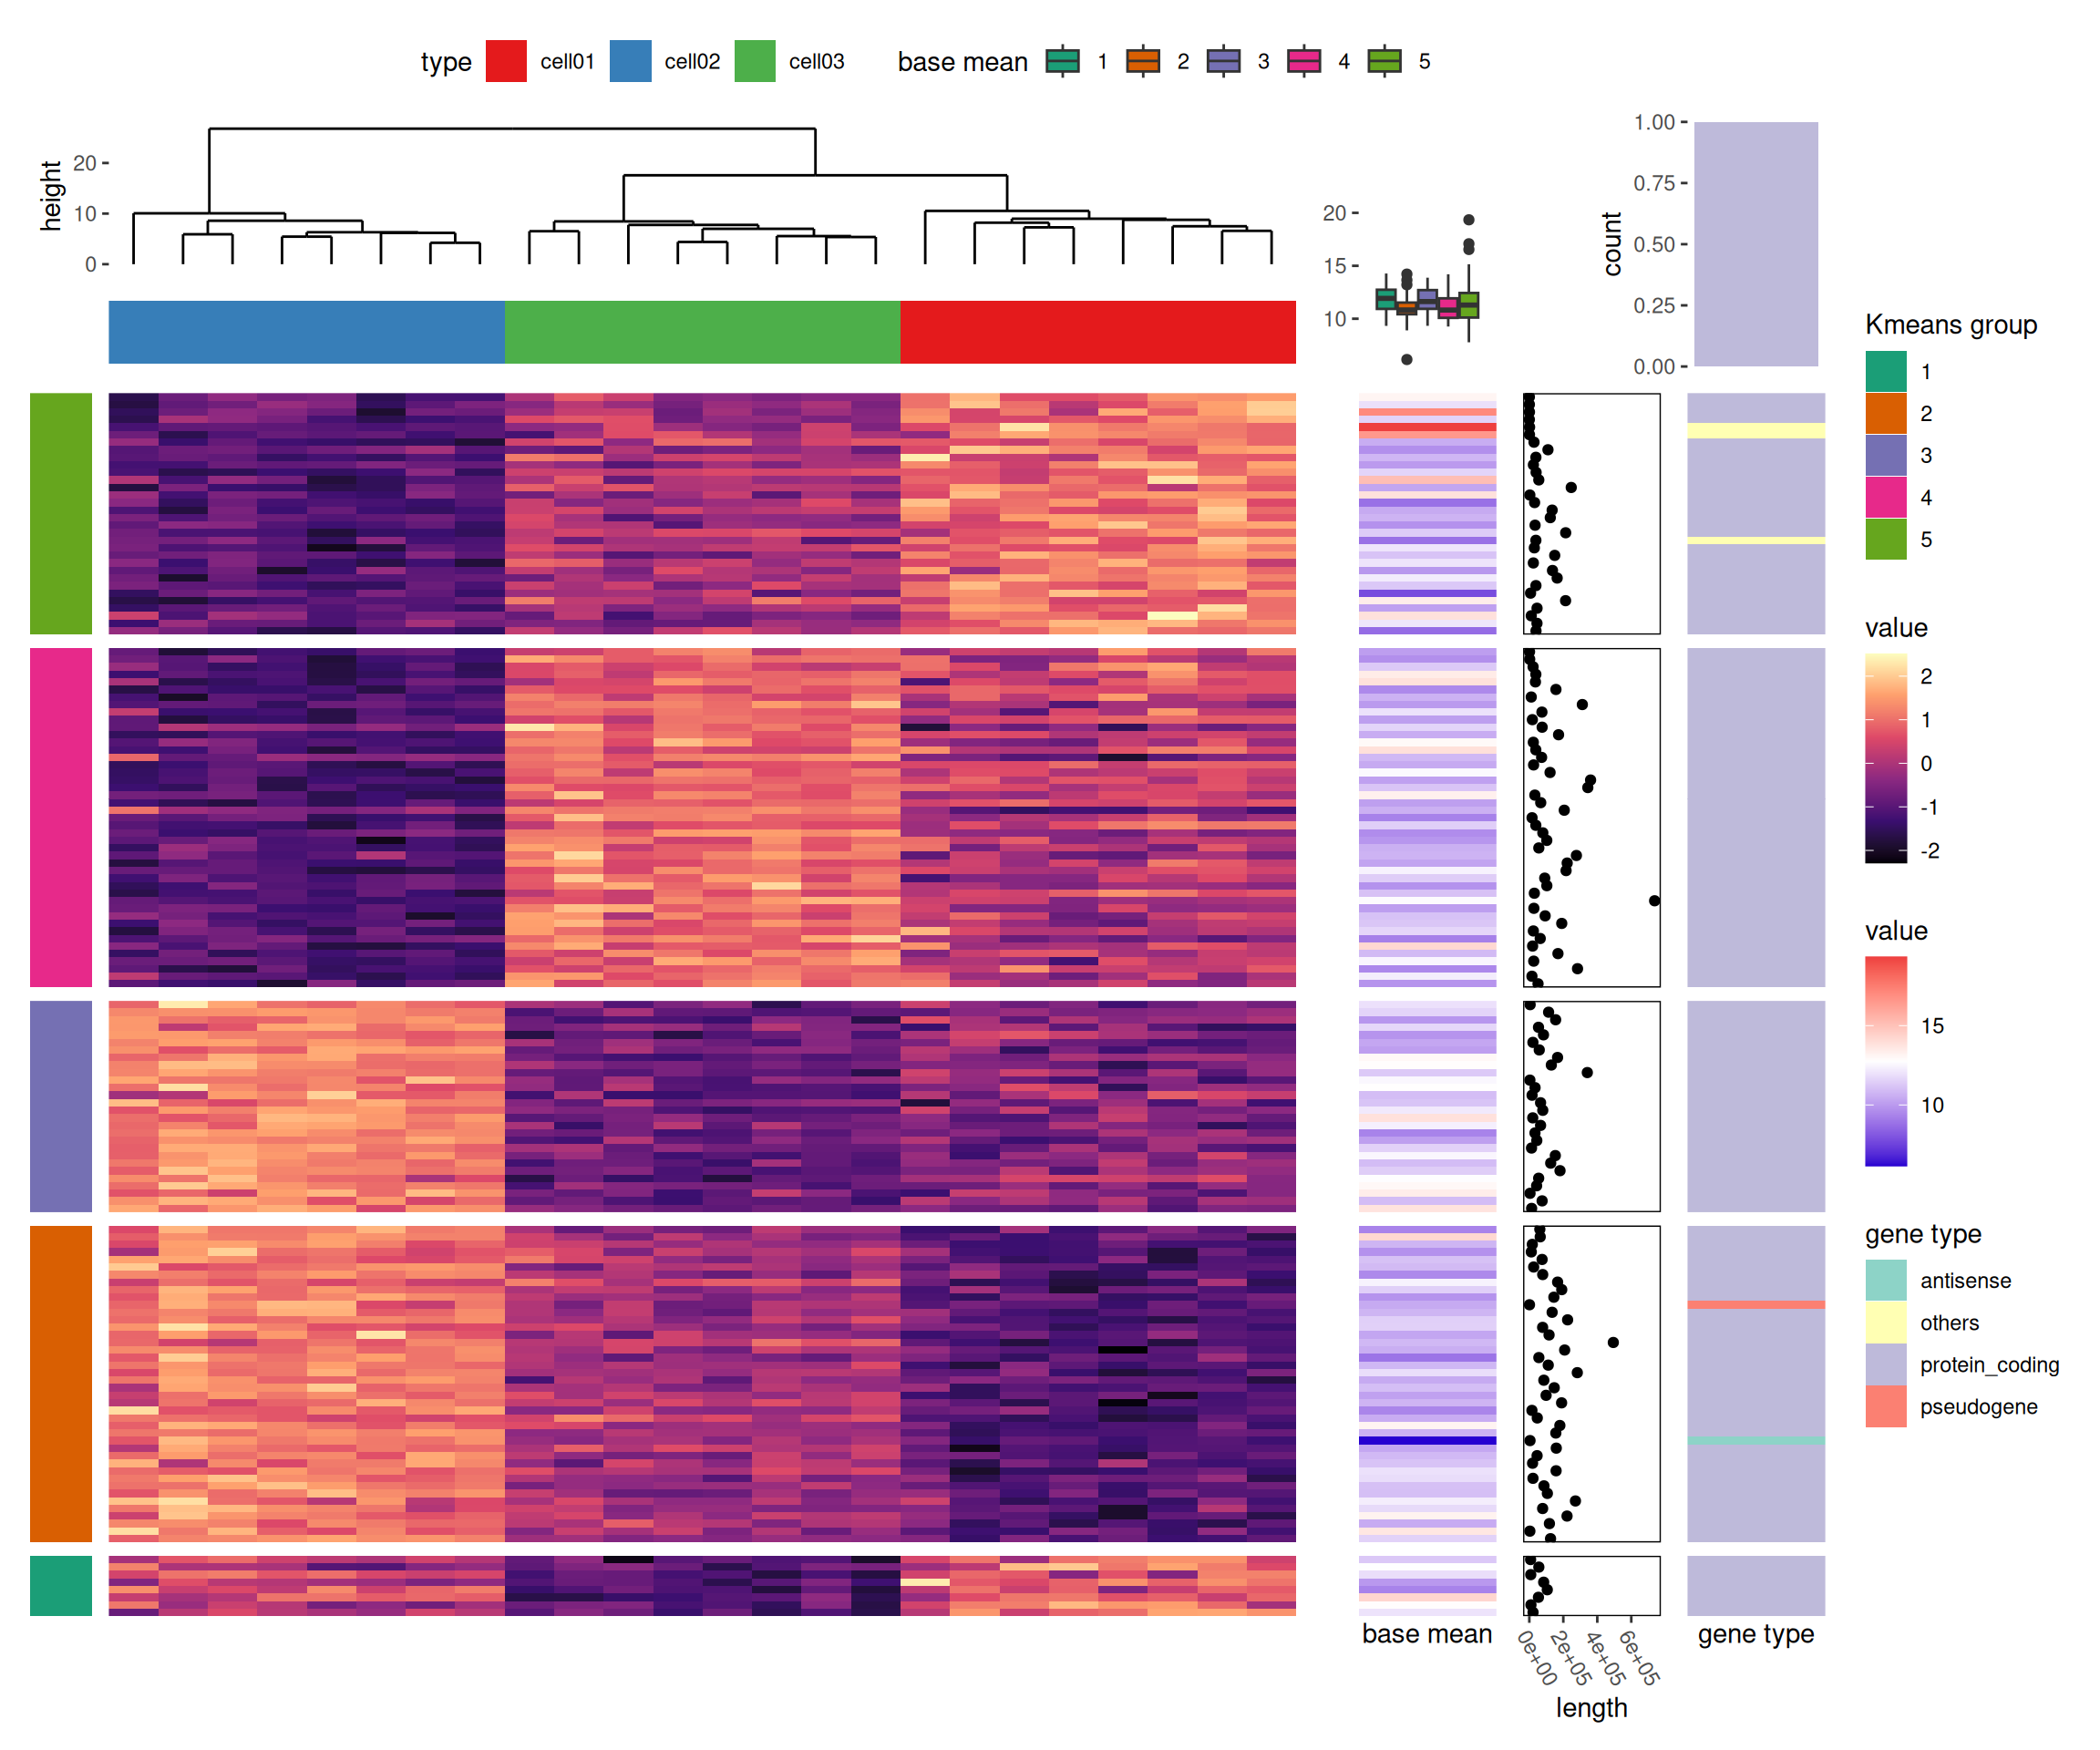 type cell01 cell02 cell03 base mean 1 2 3 4 5
height
20
10
0
20
15
10
count
1.00
0.75
0.50
0.25
0.00
Kmeans group
1
2
3
4
5
value
2
1
0
-1
-2
value
15
10
gene type
antisense
others
protein_coding
pseudogene
base mean
0e+00 2e+05 4e+05 6e+05
length
gene type